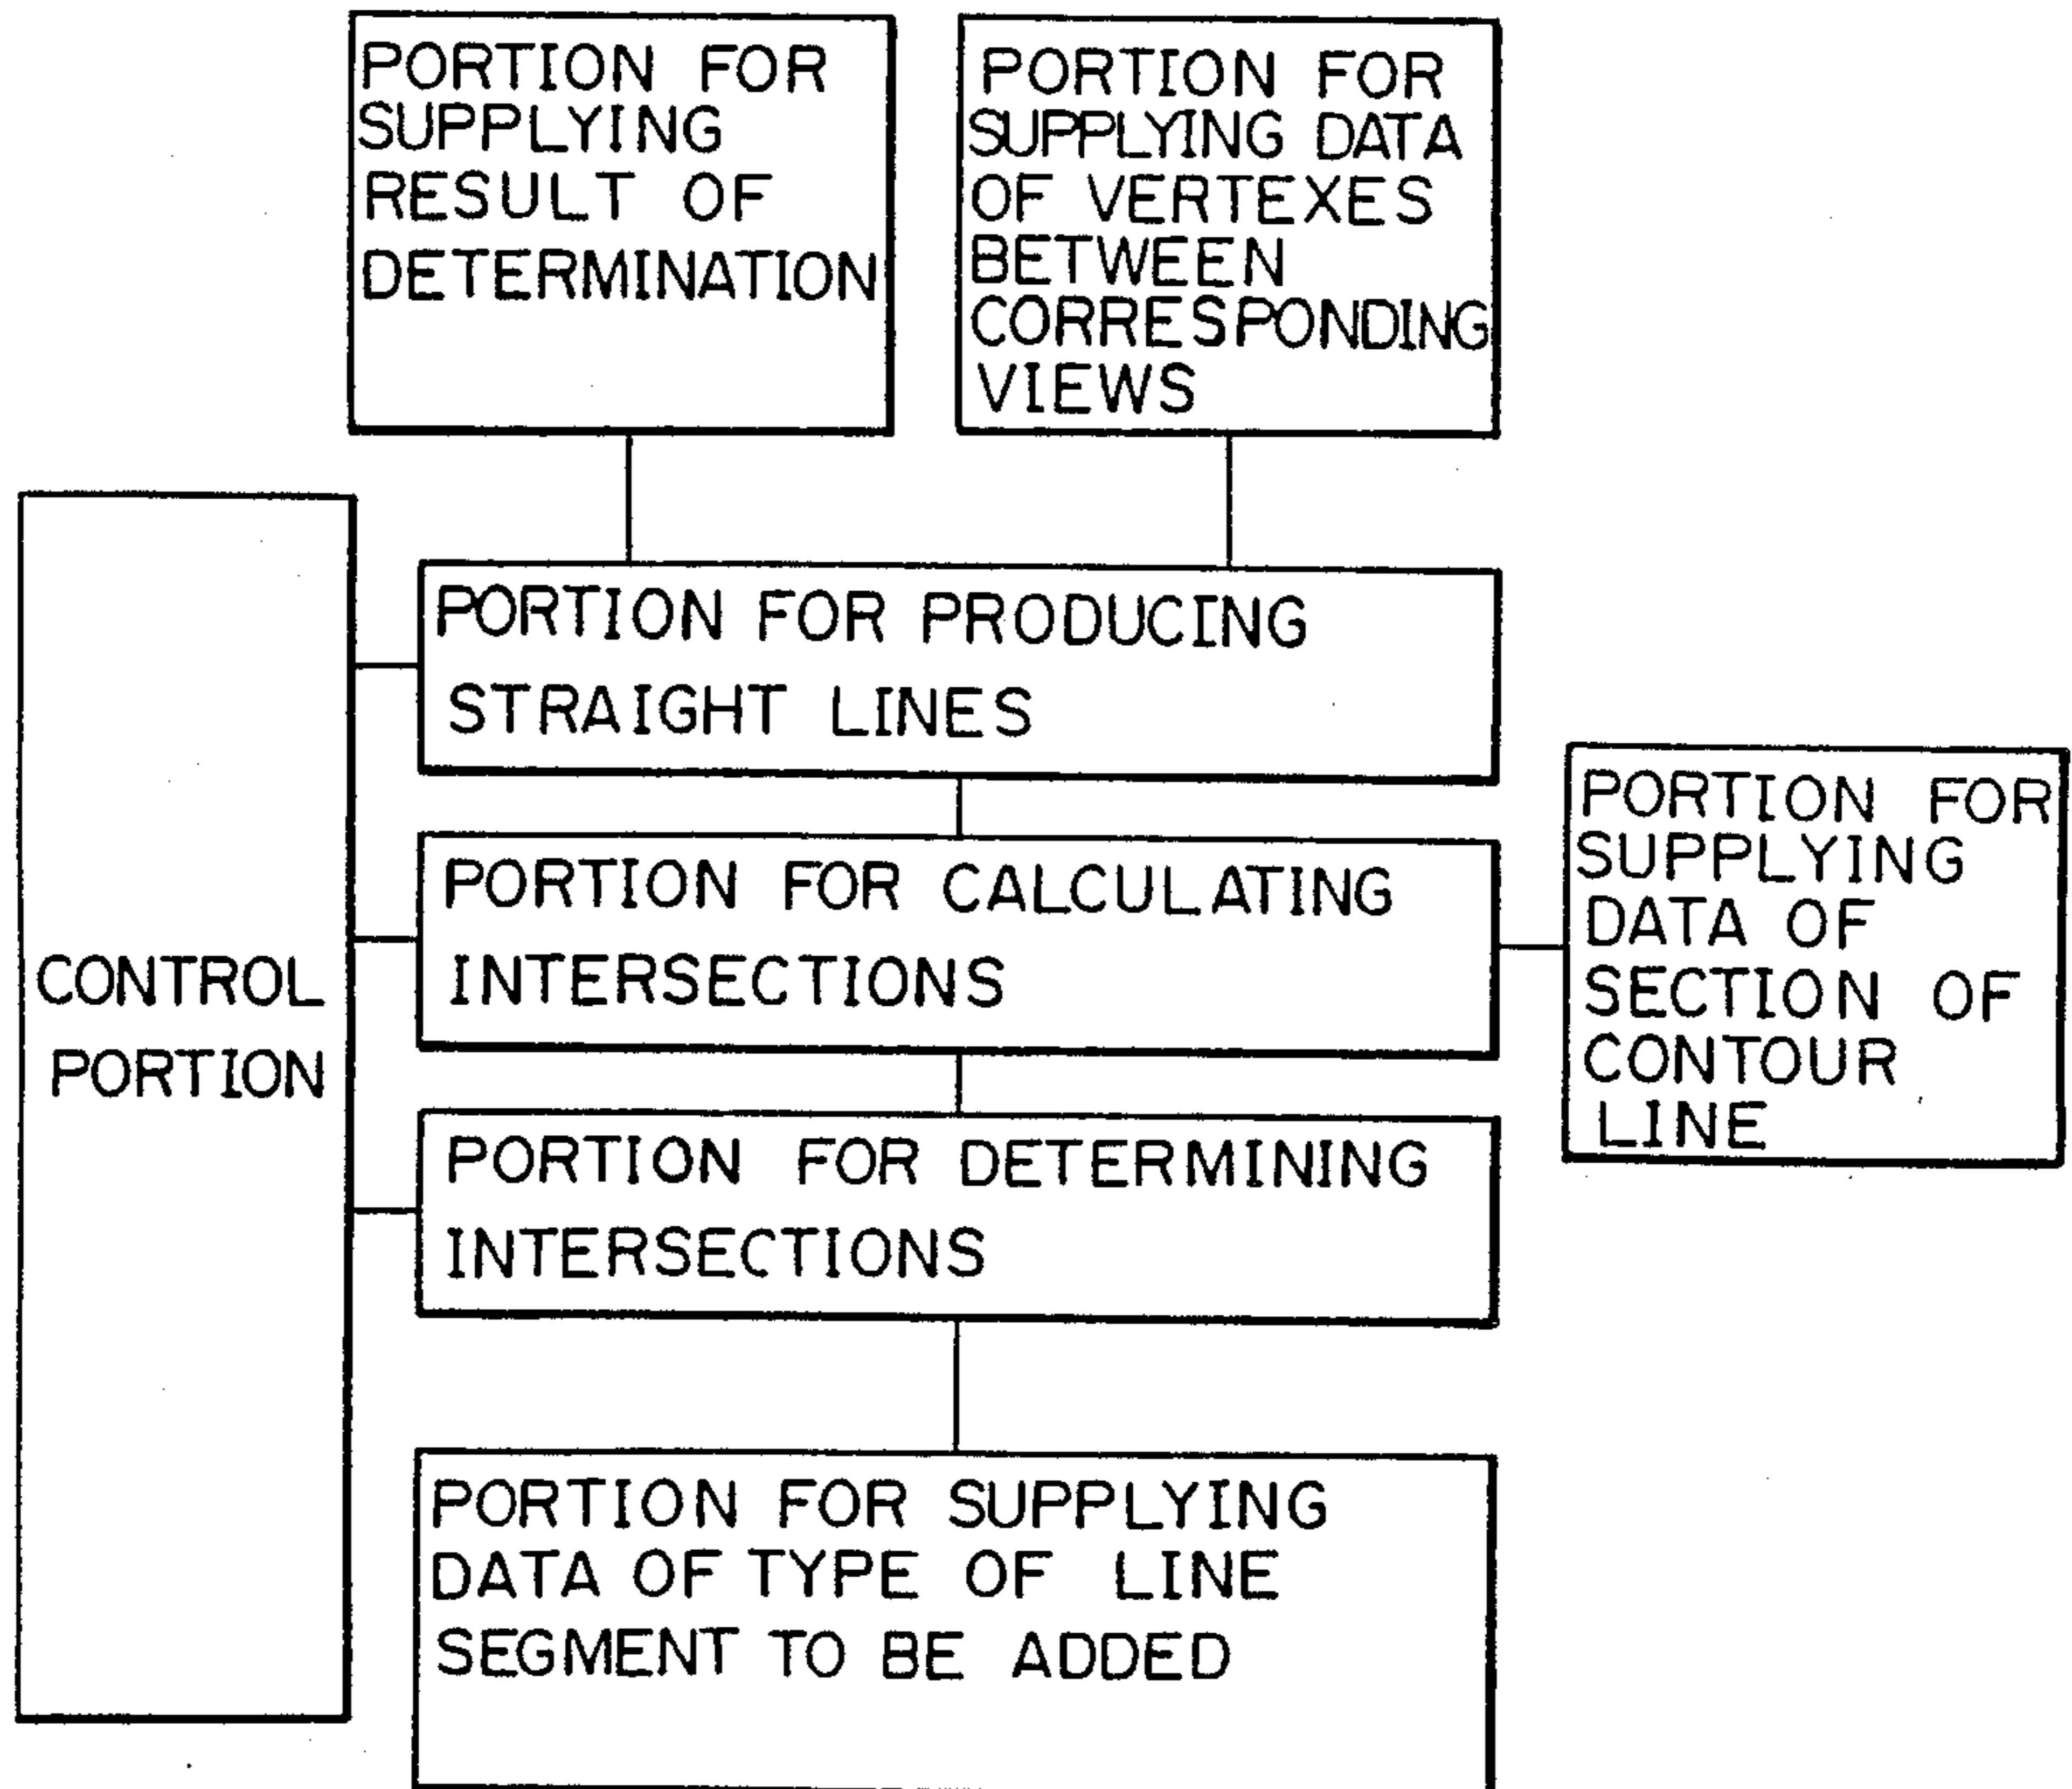 PORTION FOR
SUPPLYING
RESULT OF
DETERMINATION
PORTION FOR
SUPPLYING DATA
OF VERTEXES
BETWEEN
CORRESPONDING
VIEWS
CONTROL
PORTION
PORTION FOR PRODUCING
STRAIGHT LINES
PORTION FOR CALCULATING
INTERSECTIONS
PORTION FOR
SUPPLYING
DATA OF
SECTION OF
CONTOUR
LINE
PORTION FOR DETERMINING
INTERSECTIONS
PORTION FOR SUPPLYING
DATA OF TYPE OF LINE
SEGMENT TO BE ADDED